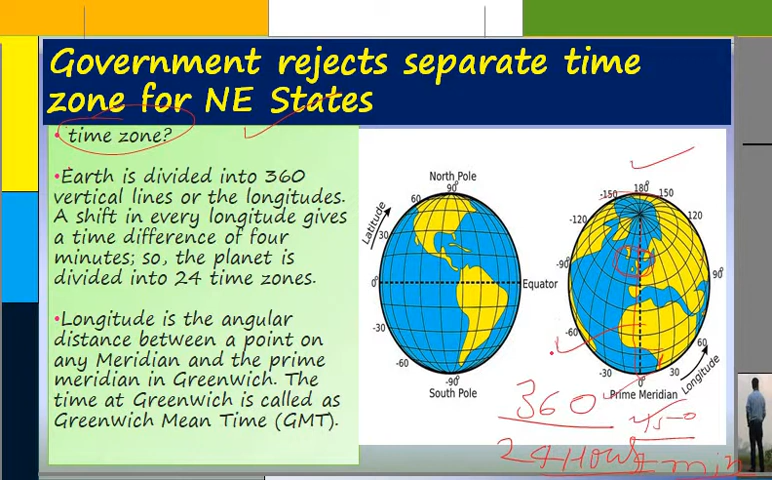 Government rejects separate time
zone for NE States
• time zone?
• Earth is divided into 360
vertical lines or the longitudes.
A shift in every longitude gives
a time difference of four
minutes; so, the planet is
divided into 24 time zones.
• Longitude is the angular
distance between a point on
any Meridian and the prime
meridian in Greenwich. The
time at Greenwich is called as
Greenwich Mean Time (GMT).
North Pole
90°
60
30
0°
-30
-60
-90°
Latitude
Equator
South Pole
180°
-150 150
-120 120
-90° 90°
-60 60
-30 30
0°
Prime Meridian
Longitude
360
24 Hours
min